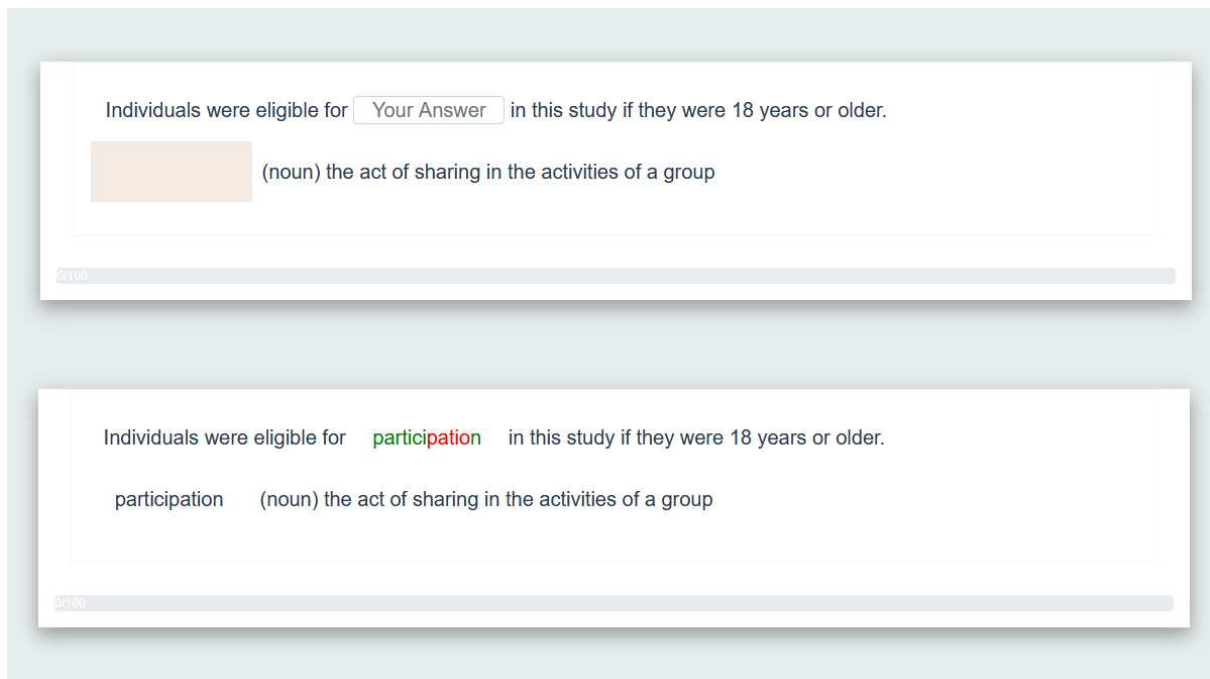 Individuals were eligible for Your Answer in this study if they were 18 years or older.
(noun) the act of sharing in the activities of a group
0/100
Individuals were eligible for participation in this study if they were 18 years or older.
participation (noun) the act of sharing in the activities of a group
0/100